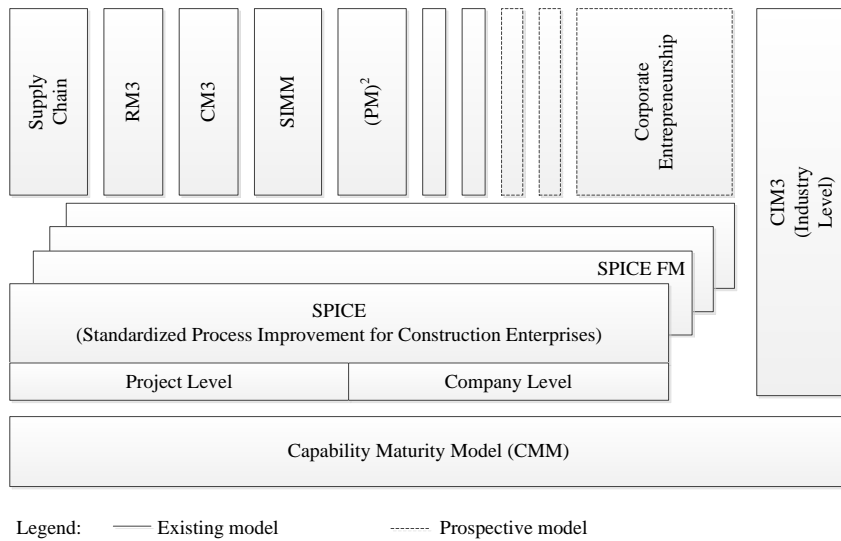 Supply
Chain
RM3
CM3
SIMM
(PM)²
Corporate
Entrepreneurship
CIM3
(Industry
Level)
SPICE FM
SPICE
(Standardized Process Improvement for Construction Enterprises)
Project Level
Company Level
Capability Maturity Model (CMM)
Legend:
Existing model
Prospective model